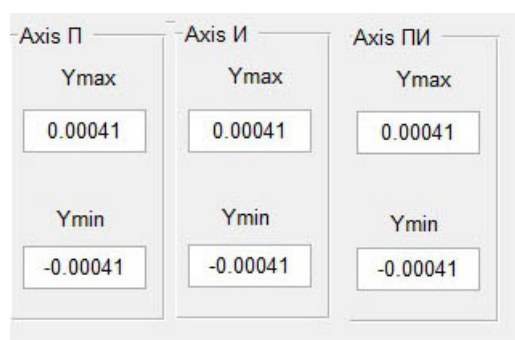 Axis П
Ymax
0.00041
Ymin
-0.00041
Axis И
Ymax
0.00041
Ymin
-0.00041
Axis ПИ
Ymax
0.00041
Ymin
-0.00041